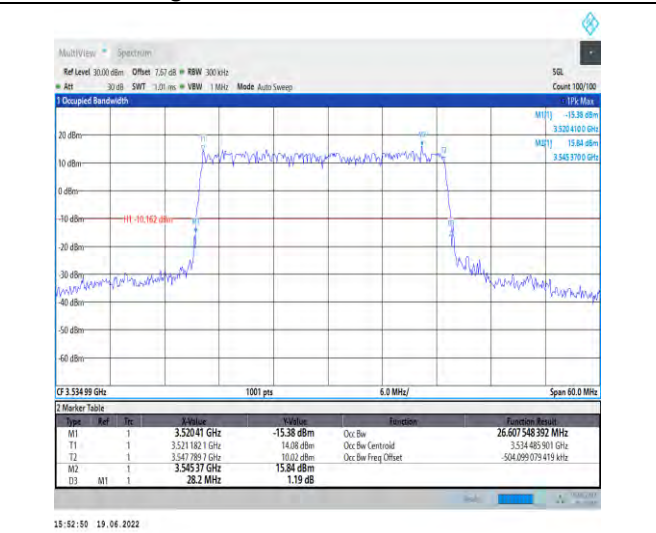 MultiView Spectrum
Ref Level 30.00 dBm Offset 7.57 dB RBW 300 kHz SGL
Att 30 dB SWT 1.01 ms VBW 1 MHz Mode Auto Sweep Count 100/100
1 Occupied Bandwidth 1Pk Max
M1[1] -15.38 dBm
3.520 410 0 GHz
20 dBm M2[1] 15.84 dBm
3.545 370 0 GHz
T1
M2
T2
10 dBm
0 dBm
-10 dBm H1 -10.162 dBm M1
-20 dBm
-30 dBm
-40 dBm
-50 dBm
-60 dBm
CF 3.534 99 GHz 1001 pts 6.0 MHz/ Span 60.0 MHz
2 Marker Table
Type Ref Trc X-Value Y-Value Function Function Result
M1 1 3.520 41 GHz -15.38 dBm Occ Bw 26.607 548 392 MHz
T1 1 3.521 182 1 GHz 14.08 dBm Occ Bw Centroid 3.534 485 901 GHz
T2 1 3.547 789 7 GHz 10.02 dBm Occ Bw Freq Offset -504.099 079 419 kHz
M2 1 3.545 37 GHz 15.84 dBm
D3 M1 1 28.2 MHz 1.19 dB
15:52:50 19.06.2022